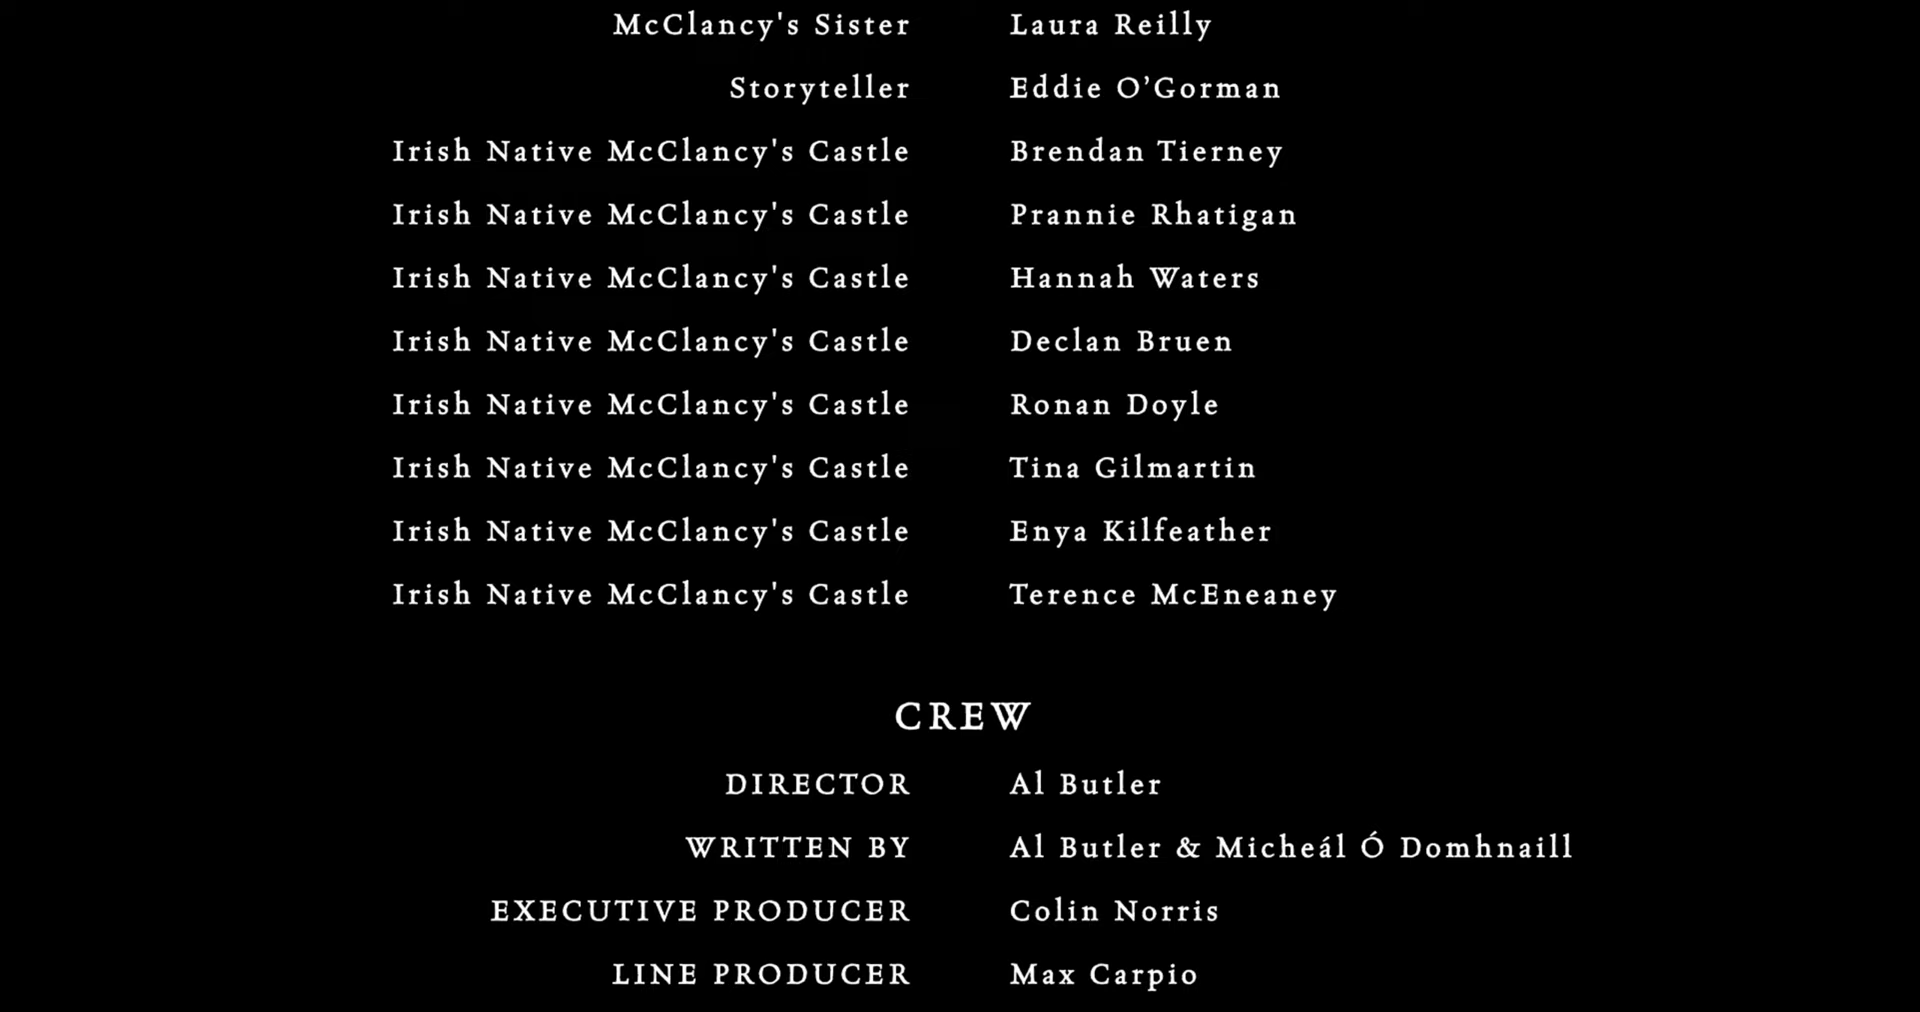 McClancy's Sister Laura Reilly
Storyteller Eddie O’Gorman
Irish Native McClancy's Castle Brendan Tierney
Irish Native McClancy's Castle Prannie Rhatigan
Irish Native McClancy's Castle Hannah Waters
Irish Native McClancy's Castle Declan Bruen
Irish Native McClancy's Castle Ronan Doyle
Irish Native McClancy's Castle Tina Gilmartin
Irish Native McClancy's Castle Enya Kilfeather
Irish Native McClancy's Castle Terence McEneaney
CREW
DIRECTOR Al Butler
WRITTEN BY Al Butler & Micheál Ó Domhnaill
EXECUTIVE PRODUCER Colin Norris
LINE PRODUCER Max Carpio